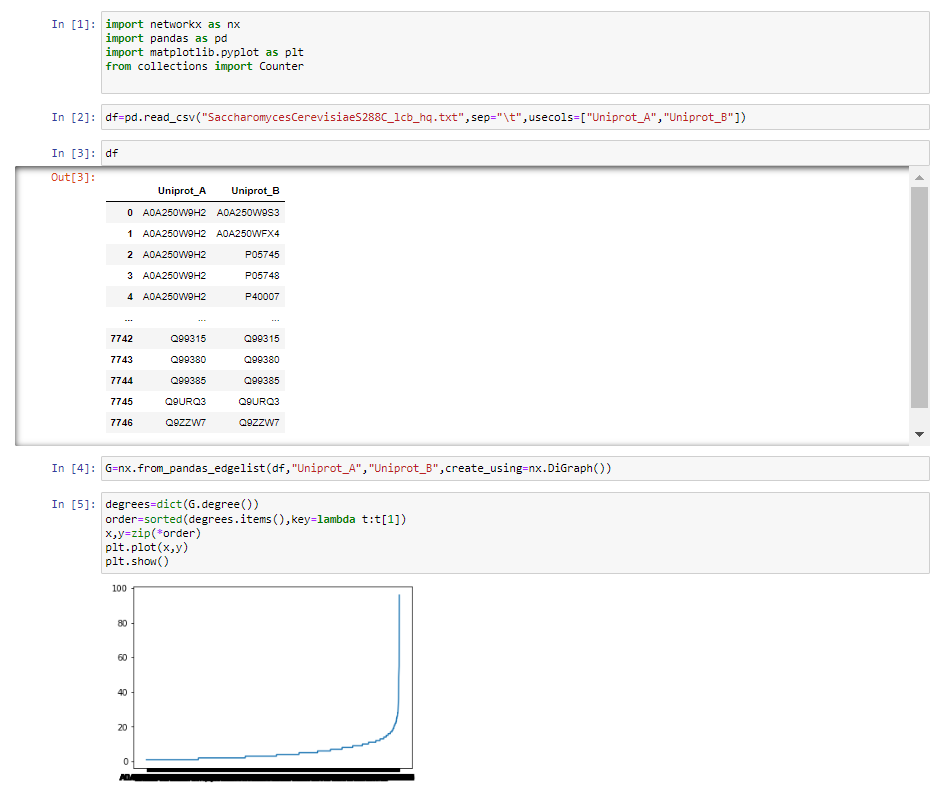 In [1]: import networkx as nx
import pandas as pd
import matplotlib.pyplot as plt
from collections import Counter
In [2]: df=pd.read_csv("SaccharomycesCerevisiaeS288C_lcb_hq.txt",sep="\t",usecols=["Uniprot_A","Uniprot_B"])
In [3]: df
Out[3]:
Uniprot_A Uniprot_B
0 A0A250W9H2 A0A250W9S3
1 A0A250W9H2 A0A250WFX4
2 A0A250W9H2 P05745
3 A0A250W9H2 P05748
4 A0A250W9H2 P40007
... ... ...
7742 Q99315 Q99315
7743 Q99380 Q99380
7744 Q99385 Q99385
7745 Q9URQ3 Q9URQ3
7746 Q9ZZW7 Q9ZZW7
In [4]: G=nx.from_pandas_edgelist(df,"Uniprot_A","Uniprot_B",create_using=nx.DiGraph())
In [5]: degrees=dict(G.degree())
order=sorted(degrees.items(),key=lambda t:t[1])
x,y=zip(*order)
plt.plot(x,y)
plt.show()
100
80
60
40
20
0